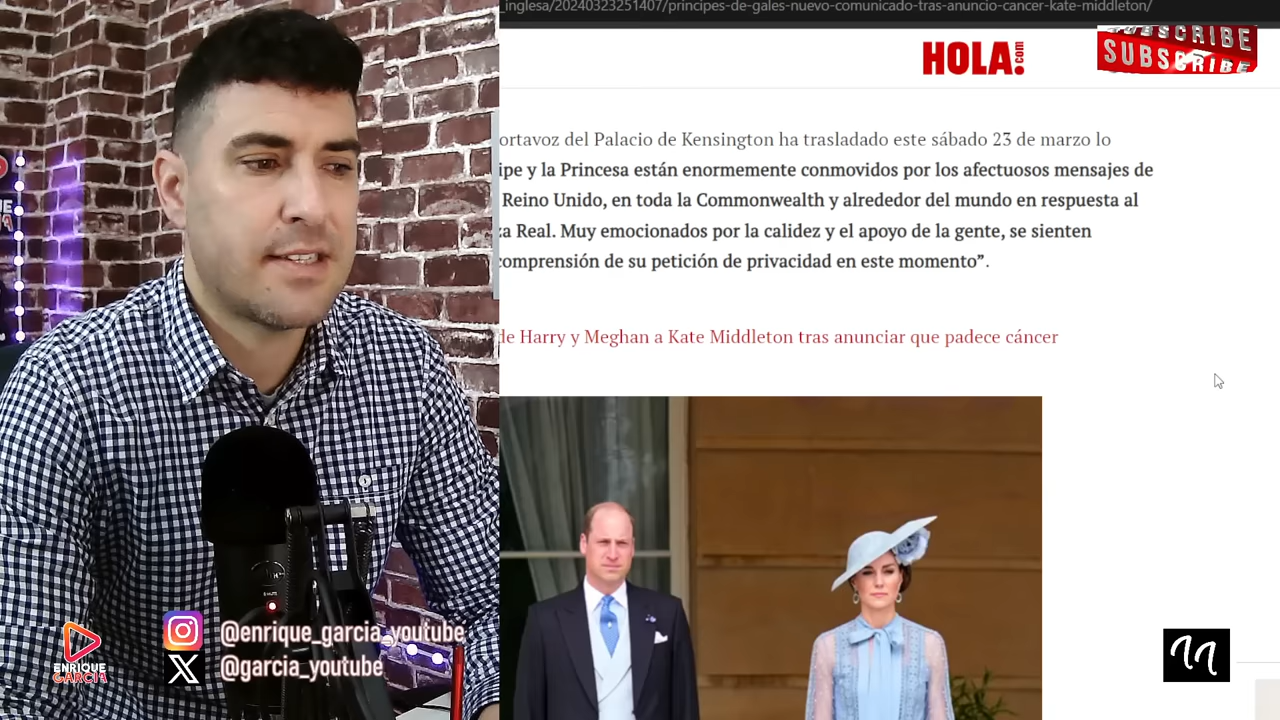 inglesa/20240323251407/principes-de-gales-nuevo-comunicado-tras-anuncio-cancer-kate-middleton/
HOLA!.com
SUBSCRIBE
SUBSCRIBE
ortavoz del Palacio de Kensington ha trasladado este sábado 23 de marzo lo
ipe y la Princesa están enormemente conmovidos por los afectuosos mensajes de
Reino Unido, en toda la Commonwealth y alrededor del mundo en respuesta al
za Real. Muy emocionados por la calidez y el apoyo de la gente, se sienten
comprensión de su petición de privacidad en este momento”.
de Harry y Meghan a Kate Middleton tras anunciar que padece cáncer
@enrique_garcia_youtube
@garcia_youtube
ENRIQUE
GARCIA